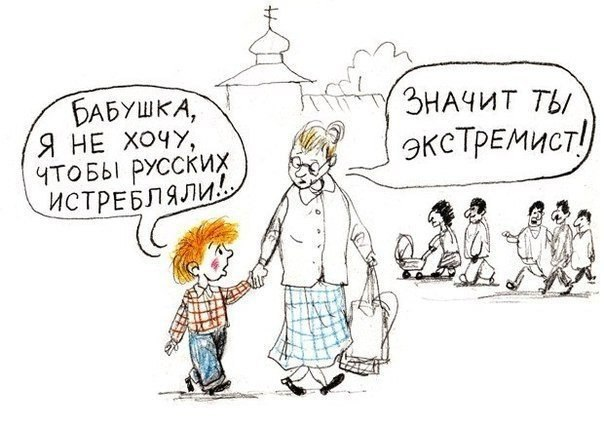 Бабушка,
я не хочу,
чтобы русских
истребляли!..
Значит ты
экстремист!